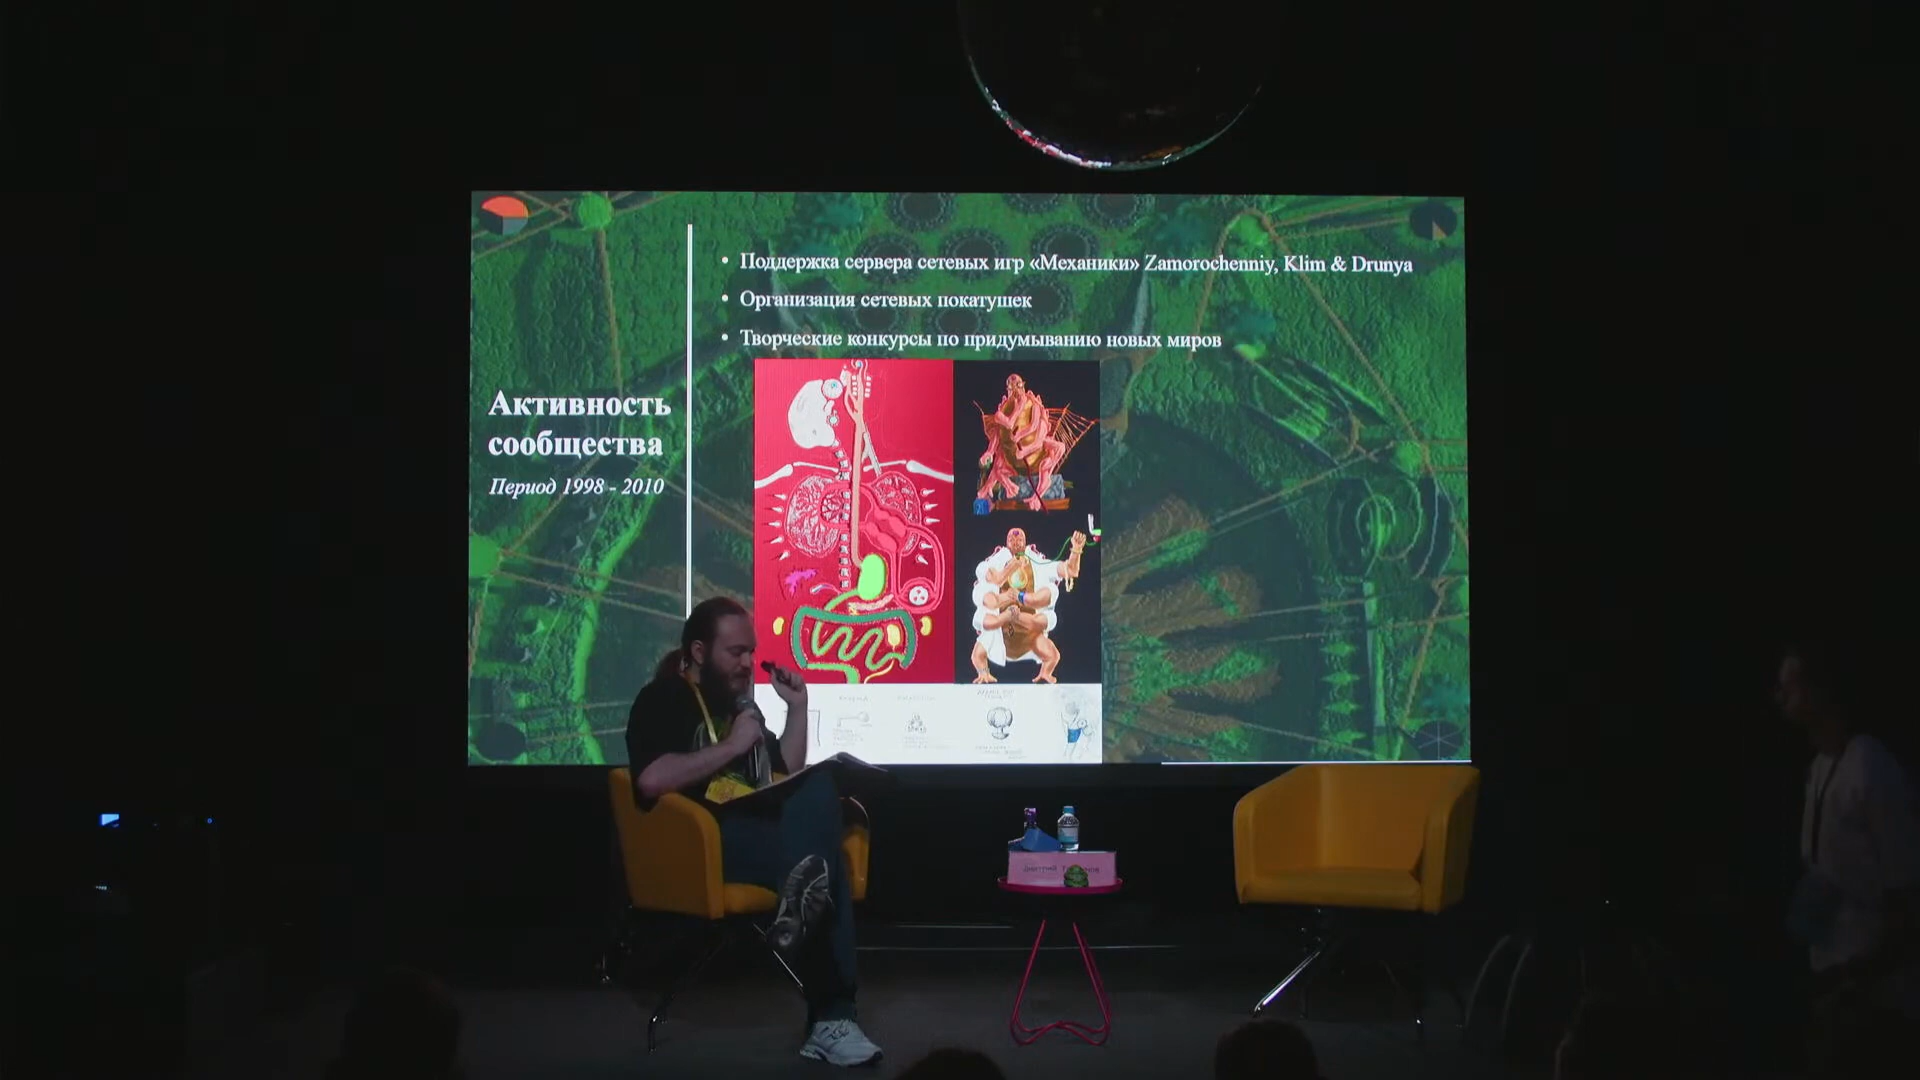 Активность
сообщества
Период 1998 - 2010
• Поддержка сервера сетевых игр «Механики» Zamorochenniy, Klim & Drunya
• Организация сетевых покатушек
• Творческие конкурсы по придумыванию новых миров
Дмитрий